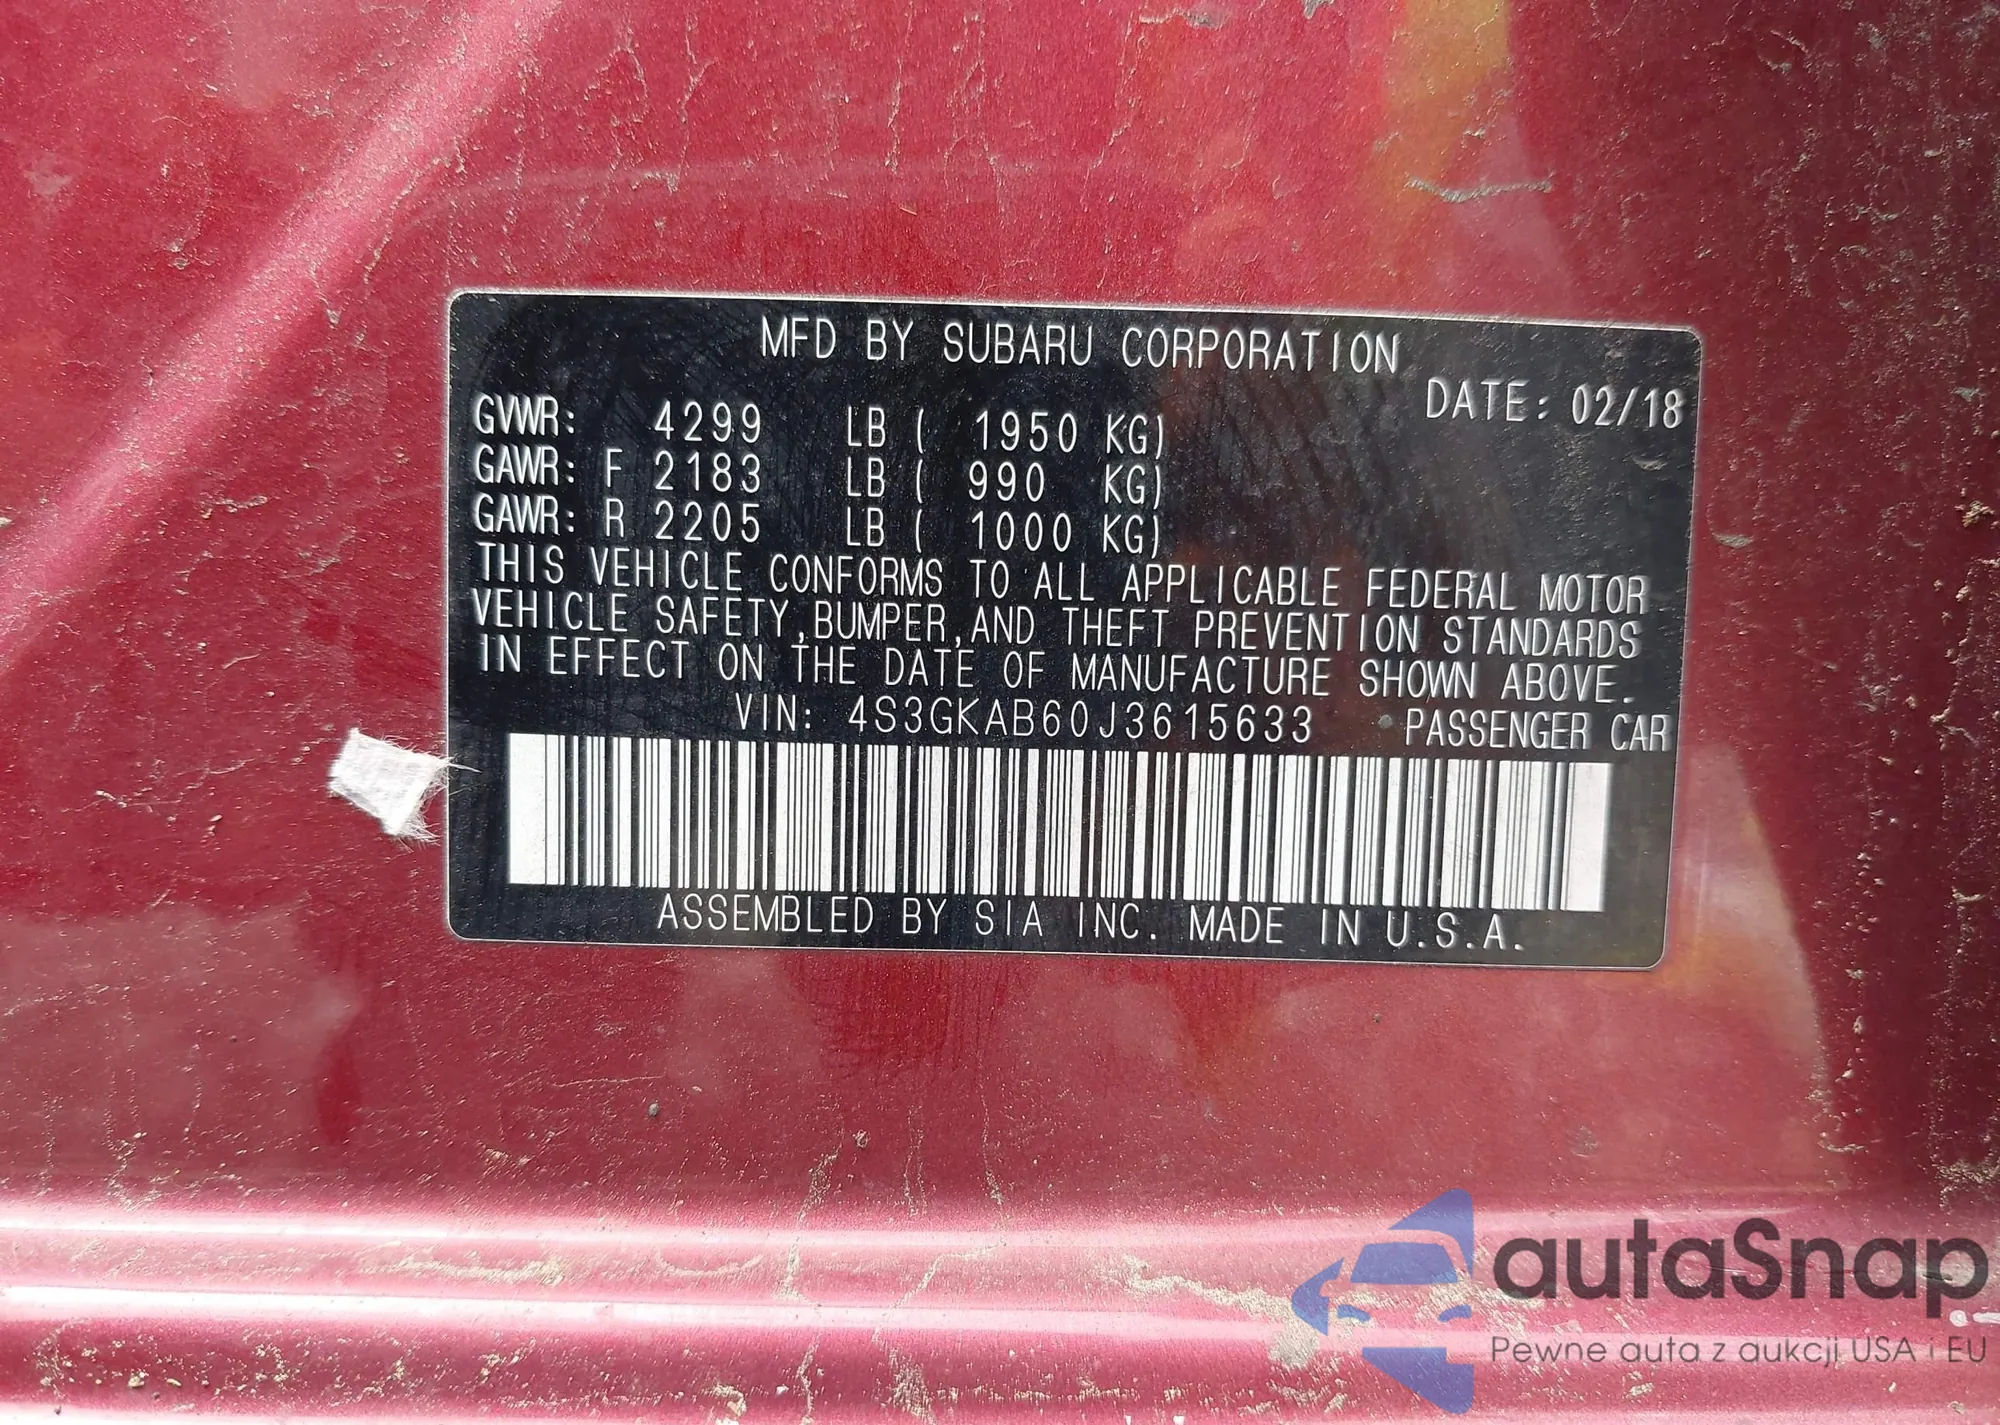 MFD BY SUBARU CORPORATION
DATE: 02/18
GVWR: 4299 LB ( 1950 KG)
GAWR: F 2183 LB ( 990 KG)
GAWR: R 2205 LB ( 1000 KG)
THIS VEHICLE CONFORMS TO ALL APPLICABLE FEDERAL MOTOR
VEHICLE SAFETY,BUMPER,AND THEFT PREVENTION STANDARDS
IN EFFECT ON THE DATE OF MANUFACTURE SHOWN ABOVE.
VIN: 4S3GKAB60J3615633 PASSENGER CAR
ASSEMBLED BY SIA INC. MADE IN U.S.A.
autaSnap
Pewne auta z aukcji USA i EU